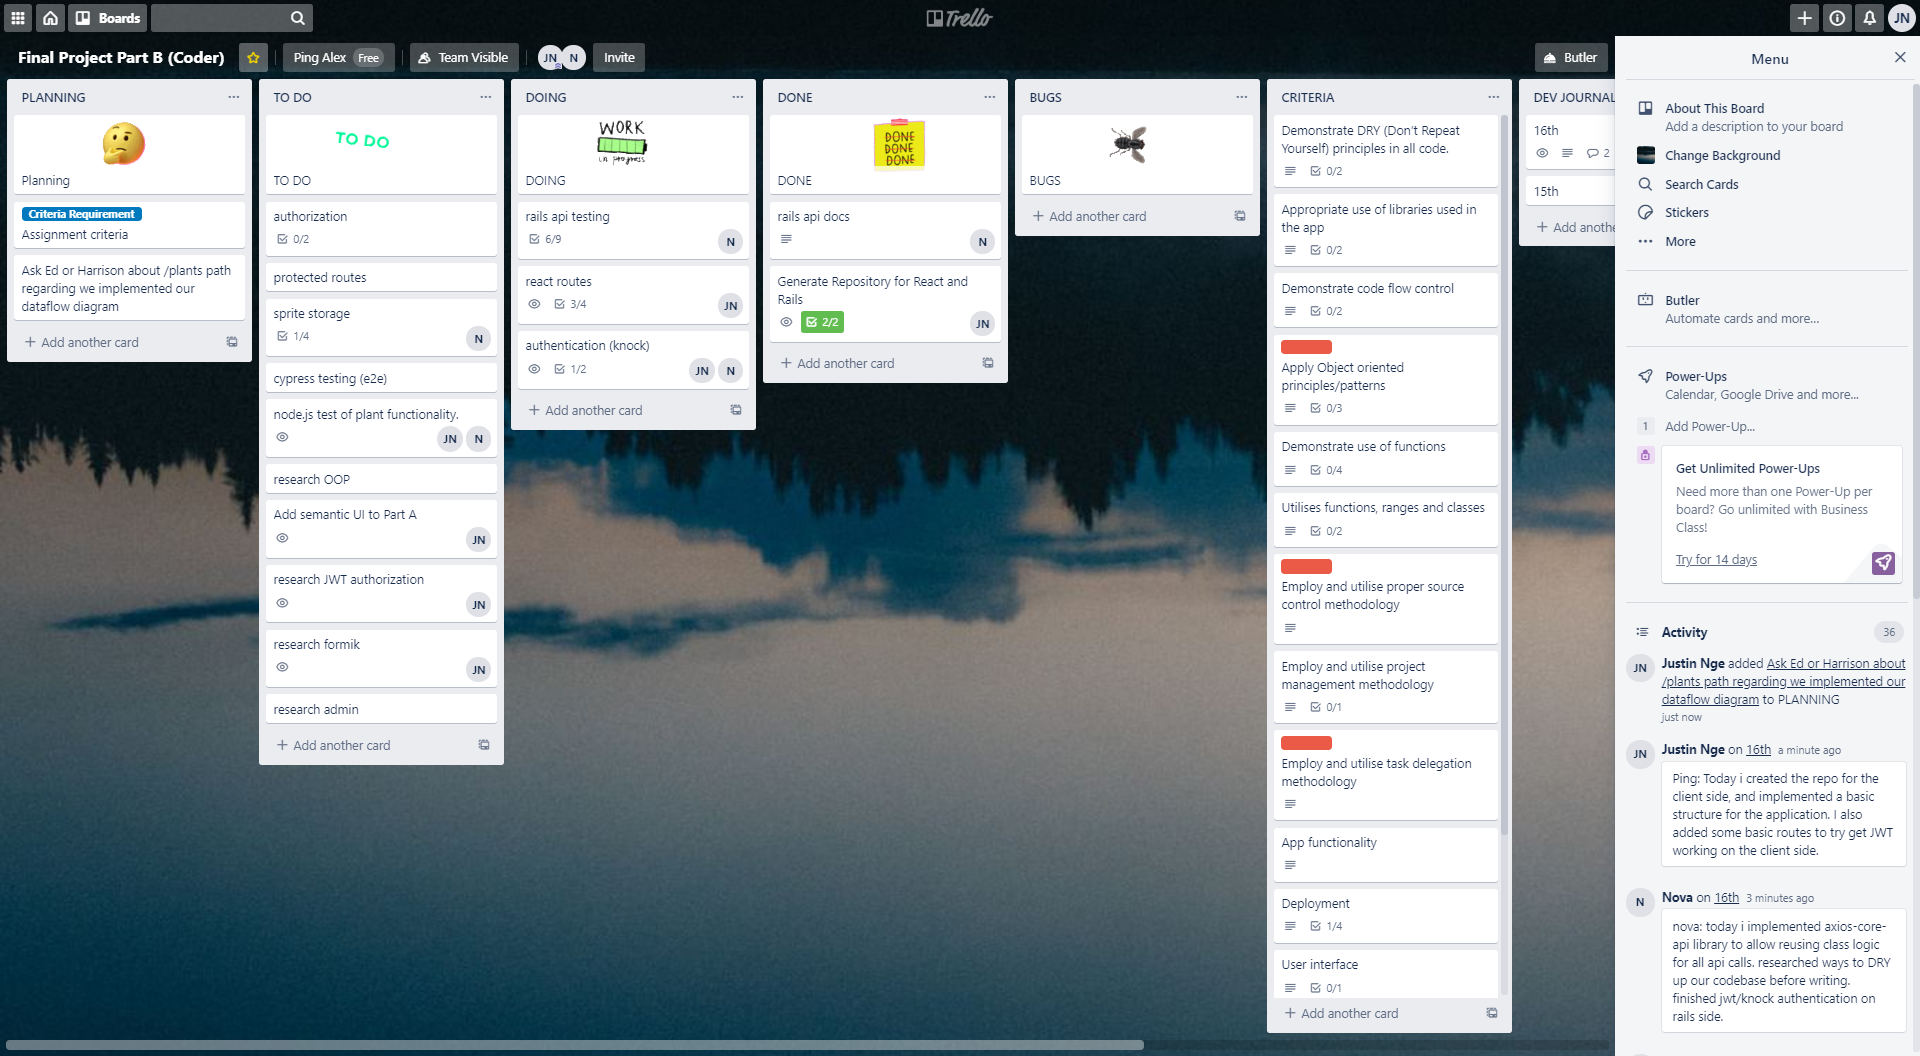 Boards
Trello
JN
Final Project Part B (Coder)
Ping Alex Free
Team Visible
JN N
Invite
Butler
PLANNING
Planning
Criteria Requirement
Assignment criteria
Ask Ed or Harrison about /plants path
regarding we implemented our
dataflow diagram
Add another card
TO DO
TO DO
TO DO
authorization
0/2
protected routes
sprite storage
1/4
N
cypress testing (e2e)
node.js test of plant functionality.
JN N
research OOP
Add semantic UI to Part A
JN
research JWT authorization
JN
research formik
JN
research admin
Add another card
DOING
WORK
in progress
DOING
rails api testing
6/9
N
react routes
3/4
JN
authentication (knock)
1/2
JN N
Add another card
DONE
DONE
DONE
DONE
DONE
rails api docs
N
Generate Repository for React and
Rails
2/2
JN
Add another card
BUGS
BUGS
Add another card
CRITERIA
Demonstrate DRY (Don't Repeat
Yourself) principles in all code.
0/2
Appropriate use of libraries used in
the app
0/2
Demonstrate code flow control
0/2
Apply Object oriented
principles/patterns
0/3
Demonstrate use of functions
0/4
Utilises functions, ranges and classes
0/2
Employ and utilise proper source
control methodology
Employ and utilise project
management methodology
0/1
Employ and utilise task delegation
methodology
App functionality
Deployment
1/4
User interface
0/1
Add another card
DEV JOURNAL
16th
2
15th
Add anothe
Menu
About This Board
Add a description to your board
Change Background
Search Cards
Stickers
More
Butler
Automate cards and more...
Power-Ups
Calendar, Google Drive and more...
1 Add Power-Up...
Get Unlimited Power-Ups
Need more than one Power-Up per
board? Go unlimited with Business
Class!
Try for 14 days
Activity 36
JN
Justin Nge added Ask Ed or Harrison about
/plants path regarding we implemented our
dataflow diagram to PLANNING
just now
JN
Justin Nge on 16th a minute ago
Ping: Today i created the repo for the
client side, and implemented a basic
structure for the application. I also
added some basic routes to try get JWT
working on the client side.
N
Nova on 16th 3 minutes ago
nova: today i implemented axios-core-
api library to allow reusing class logic
for all api calls. researched ways to DRY
up our codebase before writing.
finished jwt/knock authentication on
rails side.